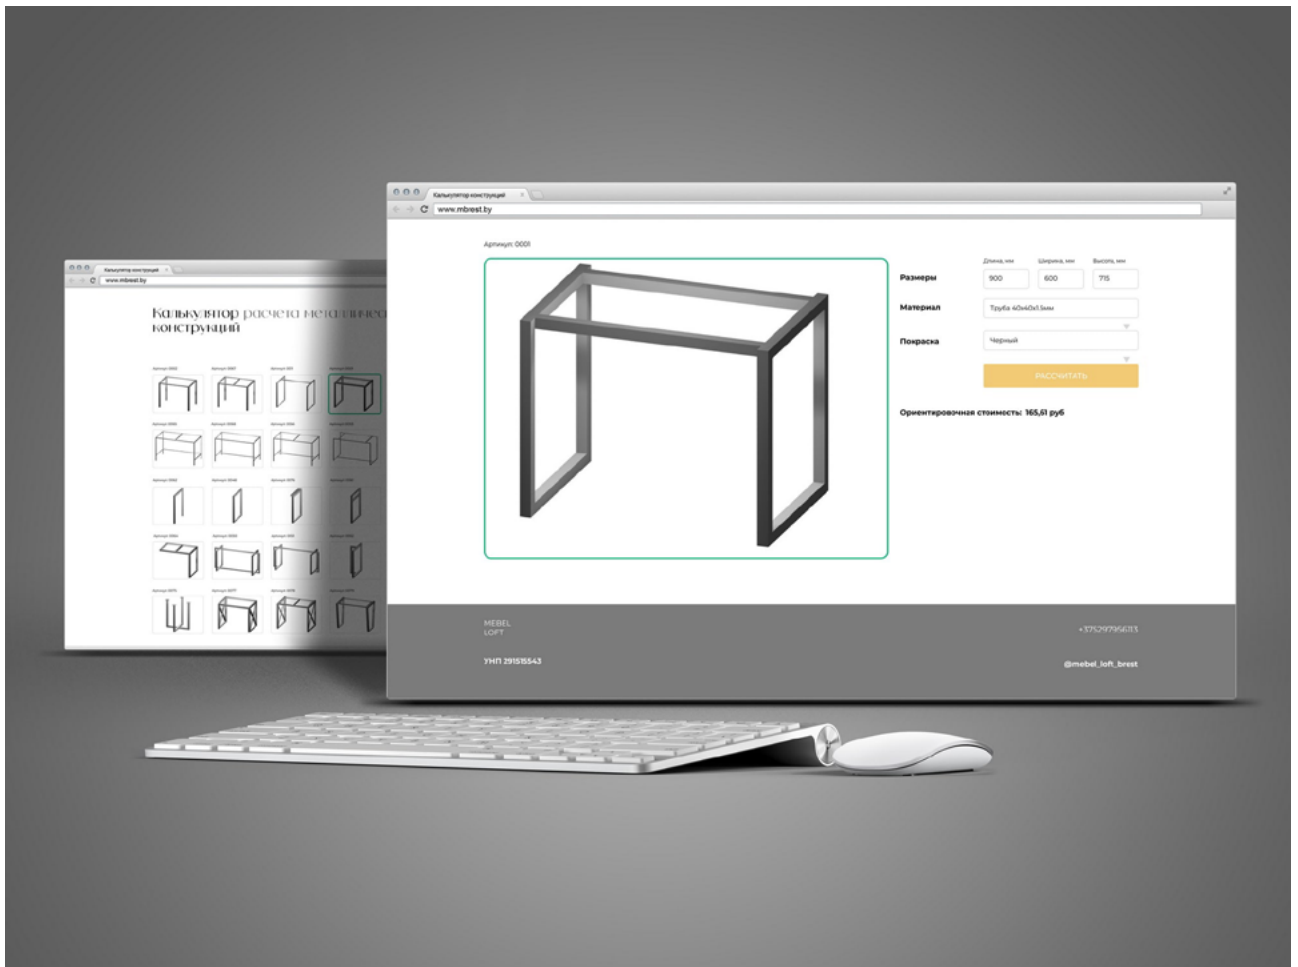 Калькулятор конструкций
www.mbrest.by
Калькулятор расчета металличес
конструкций
Калькулятор конструкций
www.mbrest.by
Артикул: 0001
Длина, мм Ширина, мм Высота, мм
Размеры 900 600 715
Материал Труба 40х40х1.5мм
Покраска Черный
РАССЧИТАТЬ
Ориентировочная стоимость: 165,61 руб
MEBEL
LOFT
+375297956113
УНП 291515543
@mebel_loft_brest